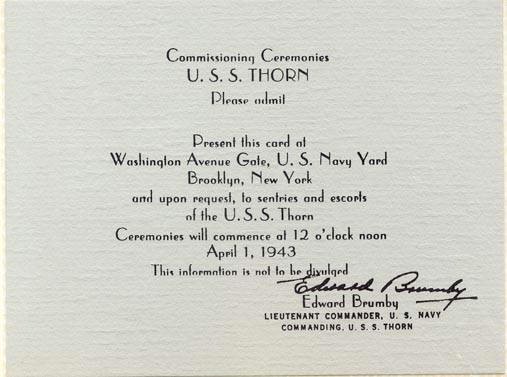 Commissioning Ceremonies
U. S. S. THORN
Please admit
Present this card at
Washington Avenue Gate, U. S. Navy Yard
Brooklyn, New York
and upon request, to sentries and escorts
of the U. S. S. Thorn
Ceremonies will commence at 12 o'clock noon
April 1, 1943
This information is not to be divulged
Edward Brumby
Edward Brumby
LIEUTENANT COMMANDER, U. S. NAVY
COMMANDING, U. S. S. THORN